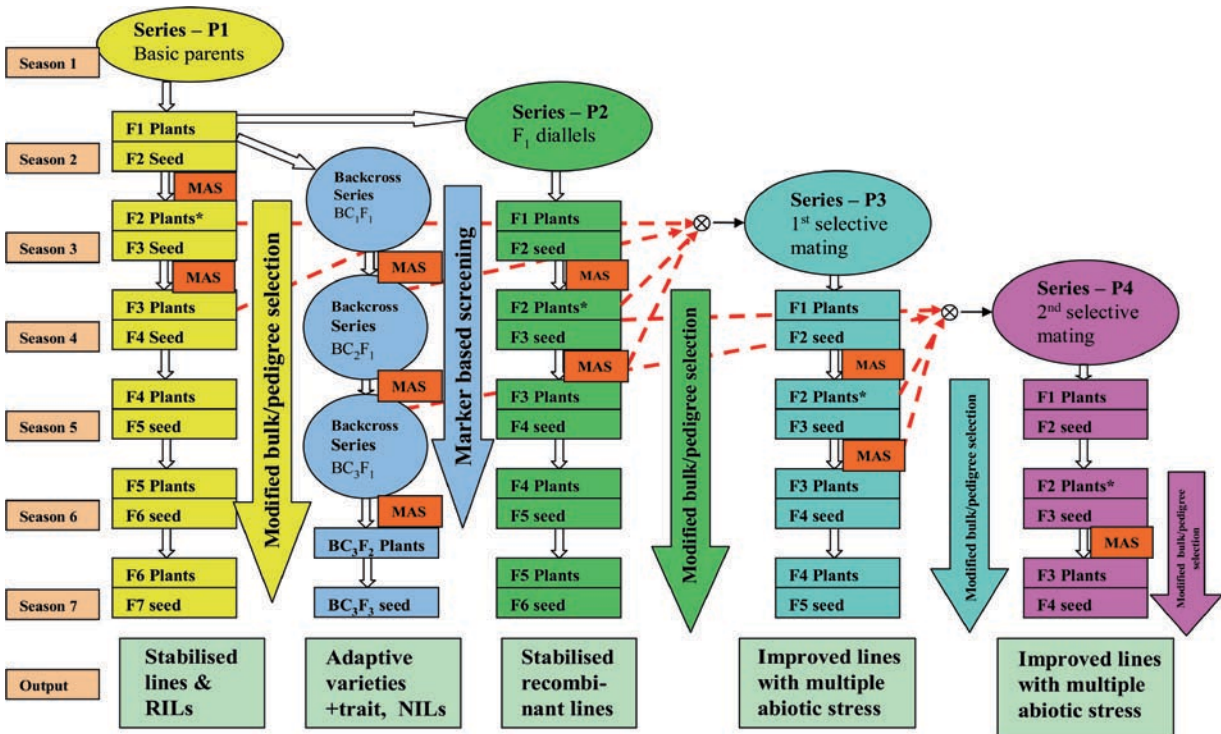 Season 1
Season 2
Season 3
Season 4
Season 5
Season 6
Season 7
Output
Series – P1
Basic parents
F1 Plants
F2 Seed
MAS
F2 Plants*
F3 Seed
MAS
F3 Plants
F4 Seed
F4 Plants
F5 seed
F5 Plants
F6 seed
F6 Plants
F7 seed
Modified bulk/pedigree selection
Stabilised
lines &
RILs
Backcross
Series
BC₁F₁
MAS
Backcross
Series
BC₂F₁
MAS
Backcross
Series
BC₃F₁
MAS
BC₃F₂ Plants
BC₃F₃ seed
Marker based screening
Adaptive
varieties
+trait, NILs
Series – P2
F₁ diallels
F1 Plants
F2 seed
MAS
F2 Plants*
F3 seed
MAS
F3 Plants
F4 seed
F4 Plants
F5 seed
F5 Plants
F6 seed
Modified bulk/pedigree selection
Stabilised
recombi-
nant lines
Series – P3
1st selective
mating
F1 Plants
F2 seed
MAS
F2 Plants*
F3 seed
MAS
F3 Plants
F4 seed
F4 Plants
F5 seed
Modified bulk/pedigree selection
Improved lines
with multiple
abiotic stress
Series – P4
2nd selective
mating
F1 Plants
F2 seed
F2 Plants*
F3 seed
MAS
F3 Plants
F4 seed
Modified bulk/pedigree
selection
Improved lines
with multiple
abiotic stress